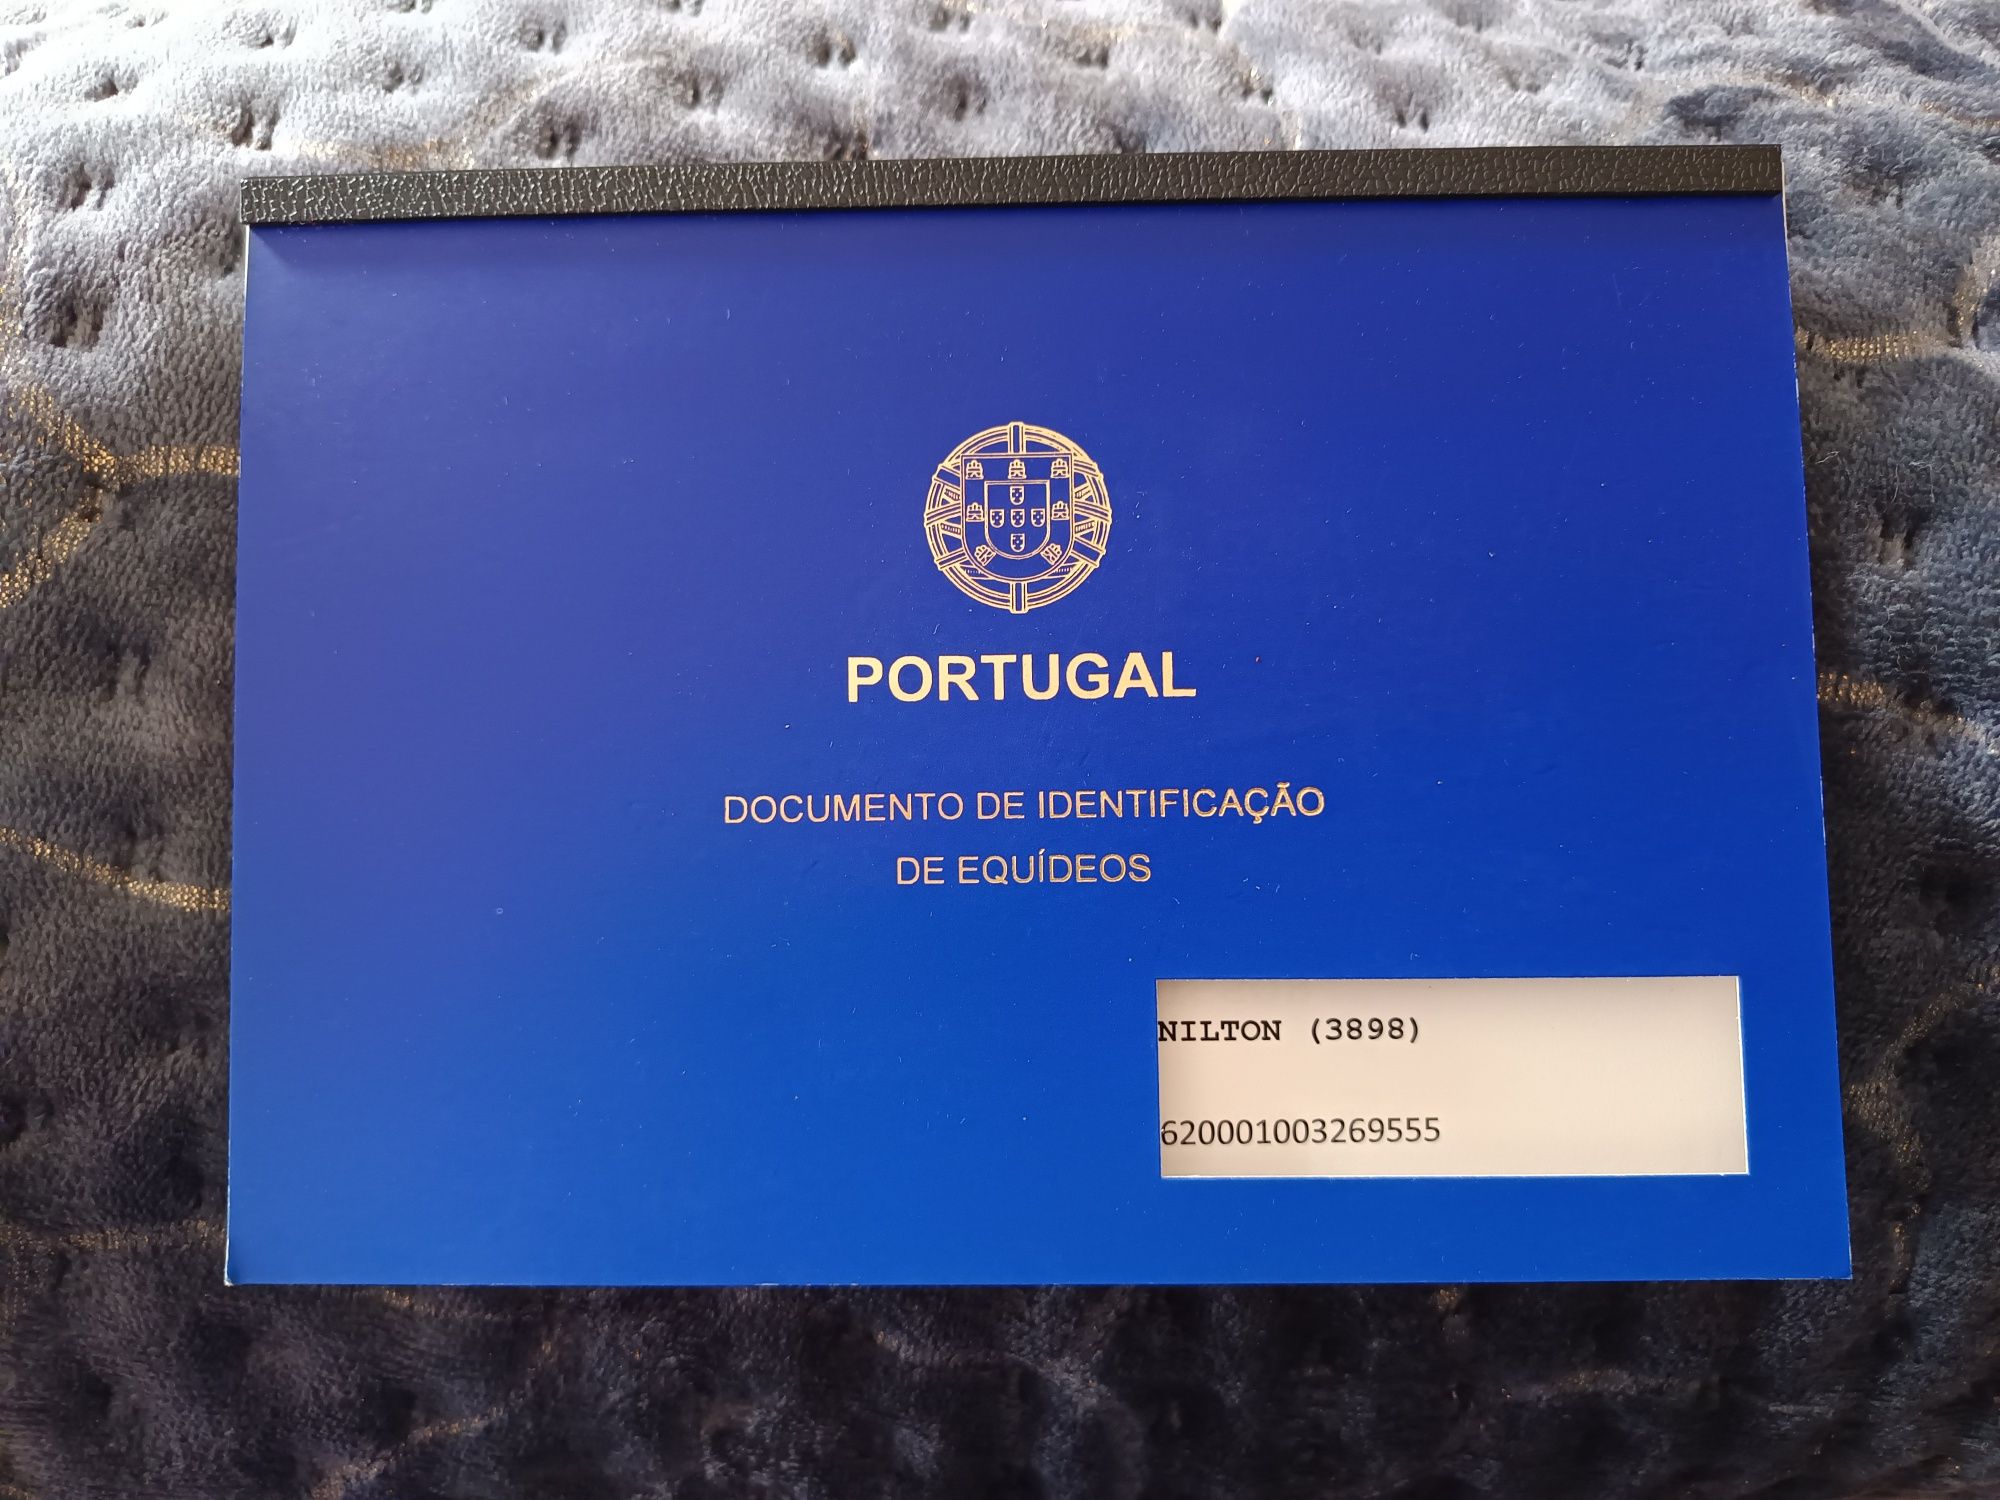 PORTUGAL
DOCUMENTO DE IDENTIFICAÇÃO
DE EQUÍDEOS
NILTON (3898)
620001003269555